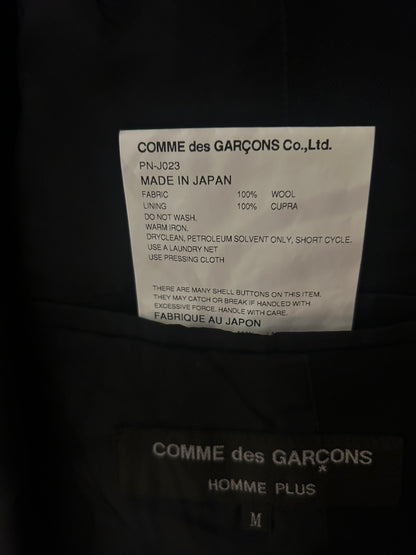 COMME des GARÇONS Co.,Ltd.
PN-J023
MADE IN JAPAN
FABRIC 100% WOOL
LINING 100% CUPRA
DO NOT WASH.
WARM IRON.
DRYCLEAN, PETROLEUM SOLVENT ONLY, SHORT CYCLE.
USE A LAUNDRY NET
USE PRESSING CLOTH
THERE ARE MANY SHELL BUTTONS ON THIS ITEM.
THEY MAY CATCH OR BREAK IF HANDLED WITH
EXCESSIVE FORCE. HANDLE WITH CARE.
FABRIQUE AU JAPON
COMME des GARÇONS
HOMME PLUS
M